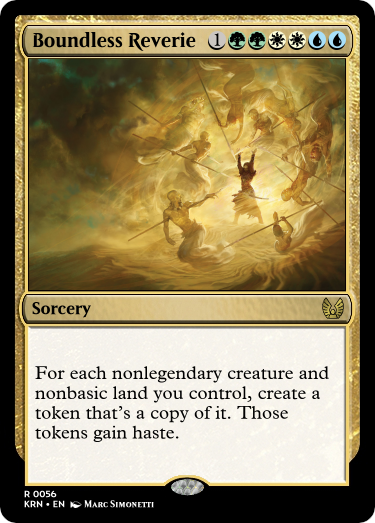 Boundless Reverie 1
Sorcery
For each nonlegendary creature and
nonbasic land you control, create a
token that's a copy of it. Those
tokens gain haste.
R 0056
KRN • EN Marc Simonetti